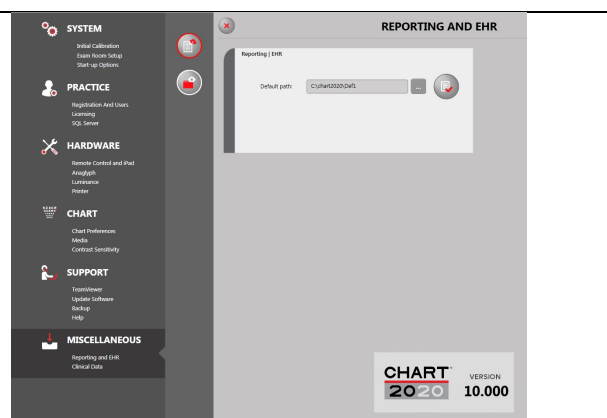 SYSTEM
Initial Calibration
Exam Room Setup
Start-up Options
PRACTICE
Registration And Users
Licensing
SQL Server
HARDWARE
Remote Control and iPad
Anaglyph
Luminance
Printer
CHART
Chart Preferences
Media
Contrast Sensitivity
SUPPORT
TeamViewer
Update Software
Backup
Help
MISCELLANEOUS
Reporting and EHR
Clinical Data
REPORTING AND EHR
Reporting | EHR
Default path: C:\chart2020\Def1 ...
CHART
2020
VERSION
10.000